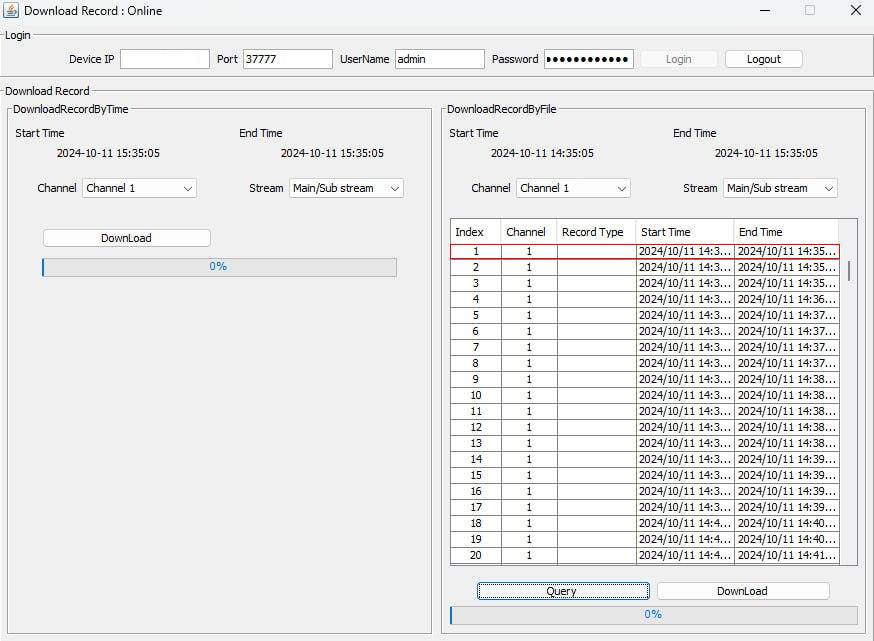 Download Record : Online
Login
Device IP Port 37777 UserName admin Password ●●●●●●●●●●●● Login Logout
Download Record
DownloadRecordByTime
Start Time End Time
2024-10-11 15:35:05 2024-10-11 15:35:05
Channel Channel 1 Stream Main/Sub stream
DownLoad
0%
DownloadRecordByFile
Start Time End Time
2024-10-11 14:35:05 2024-10-11 15:35:05
Channel Channel 1 Stream Main/Sub stream
Index Channel Record Type Start Time End Time
1 1 2024/10/11 14:3... 2024/10/11 14:35...
2 1 2024/10/11 14:3... 2024/10/11 14:35...
3 1 2024/10/11 14:3... 2024/10/11 14:35...
4 1 2024/10/11 14:3... 2024/10/11 14:36...
5 1 2024/10/11 14:3... 2024/10/11 14:37...
6 1 2024/10/11 14:3... 2024/10/11 14:37...
7 1 2024/10/11 14:3... 2024/10/11 14:37...
8 1 2024/10/11 14:3... 2024/10/11 14:37...
9 1 2024/10/11 14:3... 2024/10/11 14:38...
10 1 2024/10/11 14:3... 2024/10/11 14:38...
11 1 2024/10/11 14:3... 2024/10/11 14:38...
12 1 2024/10/11 14:3... 2024/10/11 14:38...
13 1 2024/10/11 14:3... 2024/10/11 14:38...
14 1 2024/10/11 14:3... 2024/10/11 14:39...
15 1 2024/10/11 14:3... 2024/10/11 14:39...
16 1 2024/10/11 14:3... 2024/10/11 14:39...
17 1 2024/10/11 14:3... 2024/10/11 14:39...
18 1 2024/10/11 14:4... 2024/10/11 14:40...
19 1 2024/10/11 14:4... 2024/10/11 14:40...
20 1 2024/10/11 14:4... 2024/10/11 14:41...
Query DownLoad
0%